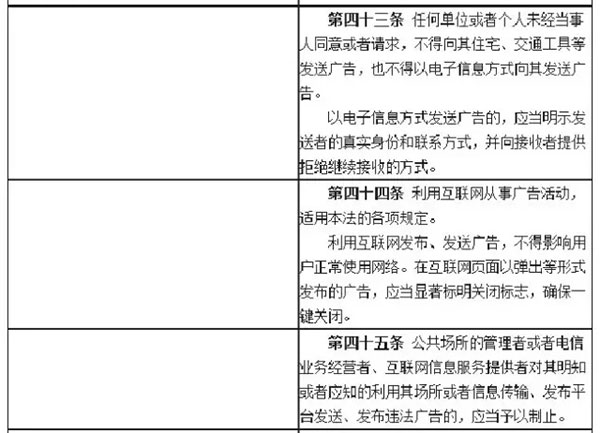 第四十三条 任何单位或者个人未经当事
人同意或者请求，不得向其住宅、交通工具等
发送广告，也不得以电子信息方式向其发送广
告。
以电子信息方式发送广告的，应当明示发
送者的真实身份和联系方式，并向接收者提供
拒绝继续接收的方式。
第四十四条 利用互联网从事广告活动，
适用本法的各项规定。
利用互联网发布、发送广告，不得影响用
户正常使用网络。在互联网页面以弹出等形式
发布的广告，应当显著标明关闭标志，确保一
键关闭。
第四十五条 公共场所的管理者或者电信
业务经营者、互联网信息服务提供者对其明知
或者应知的利用其场所或者信息传输、发布平
台发送、发布违法广告的，应当予以制止。